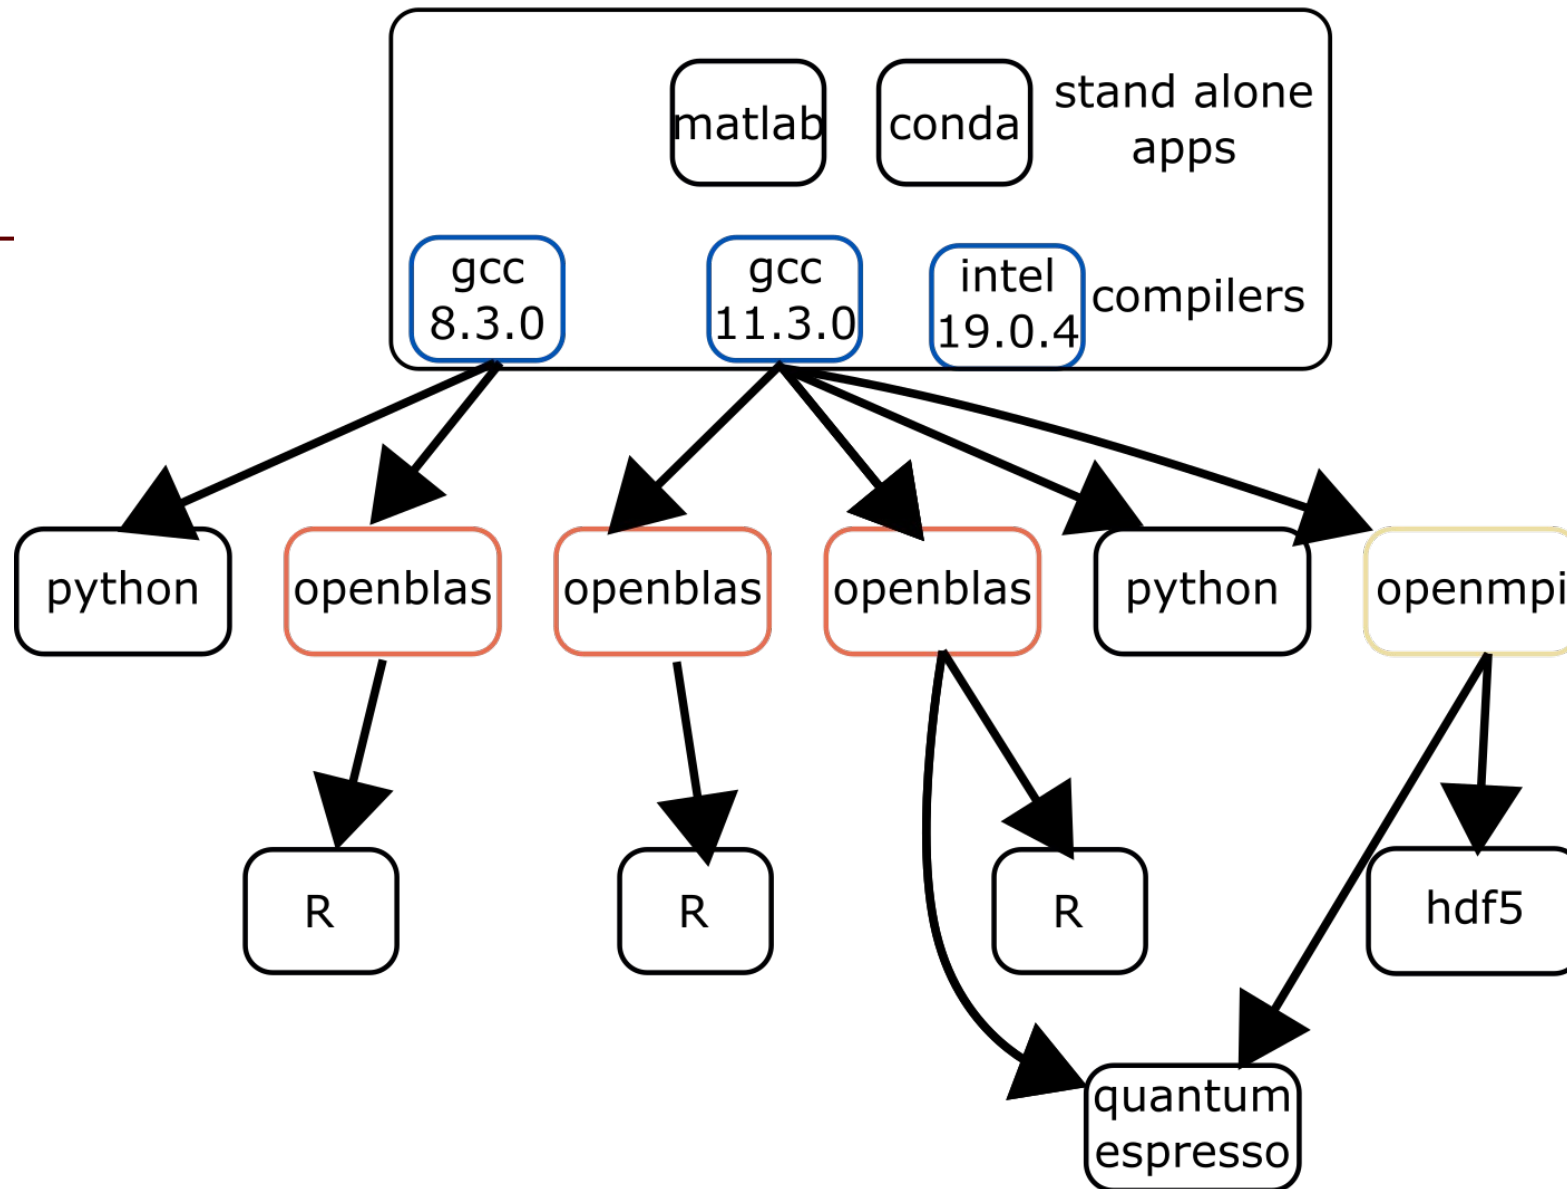 matlab
conda
stand alone
apps
gcc
8.3.0
gcc
11.3.0
intel
19.0.4
compilers
python
openblas
openblas
openblas
python
openmpi
R
R
R
hdf5
quantum
espresso